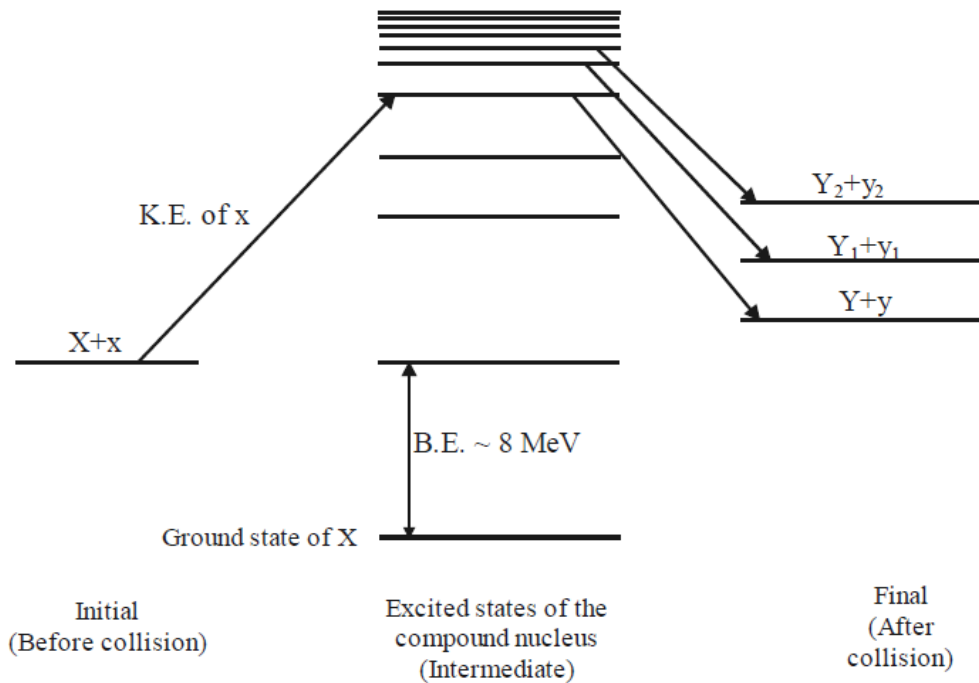 Y₂+y₂
K.E. of x
Y₁+y₁
Y+y
X+x
B.E. ~ 8 MeV
Ground state of X
Initial
(Before collision)
Excited states of the
compound nucleus
(Intermediate)
Final
(After
collision)